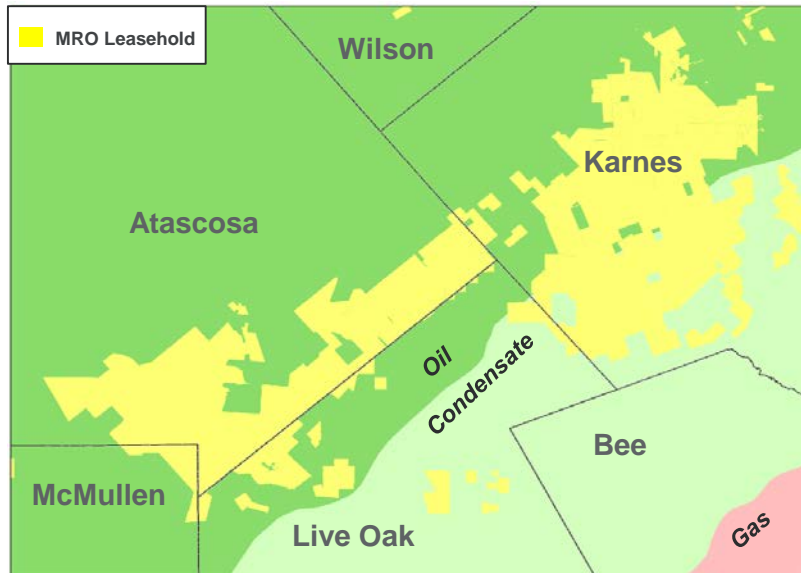 MRO Leasehold
Wilson
Karnes
Atascosa
Oil
Condensate
Bee
McMullen
Live Oak
Gas